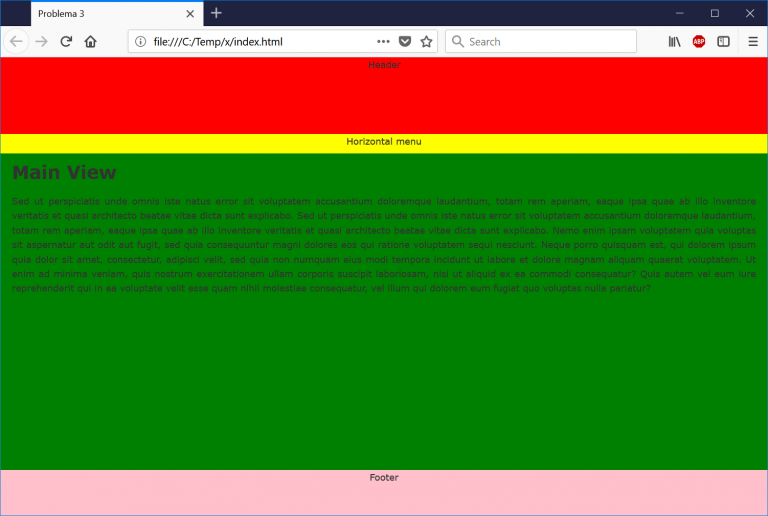 Problema 3
file:///C:/Temp/x/index.html
Search
ABP
Header
Horizontal menu
Main View
Sed ut perspiciatis unde omnis iste natus error sit voluptatem accusantium doloremque laudantium, totam rem aperiam, eaque ipsa quae ab illo inventore
veritatis et quasi architecto beatae vitae dicta sunt explicabo. Sed ut perspiciatis unde omnis iste natus error sit voluptatem accusantium doloremque laudantium,
totam rem aperiam, eaque ipsa quae ab illo inventore veritatis et quasi architecto beatae vitae dicta sunt explicabo. Nemo enim ipsam voluptatem quia voluptas
sit aspernatur aut odit aut fugit, sed quia consequuntur magni dolores eos qui ratione voluptatem sequi nesciunt. Neque porro quisquam est, qui dolorem ipsum
quia dolor sit amet, consectetur, adipisci velit, sed quia non numquam eius modi tempora incidunt ut labore et dolore magnam aliquam quaerat voluptatem. Ut
enim ad minima veniam, quis nostrum exercitationem ullam corporis suscipit laboriosam, nisi ut aliquid ex ea commodi consequatur? Quis autem vel eum iure
reprehenderit qui in ea voluptate velit esse quam nihil molestiae consequatur, vel illum qui dolorem eum fugiat quo voluptas nulla pariatur?
Footer